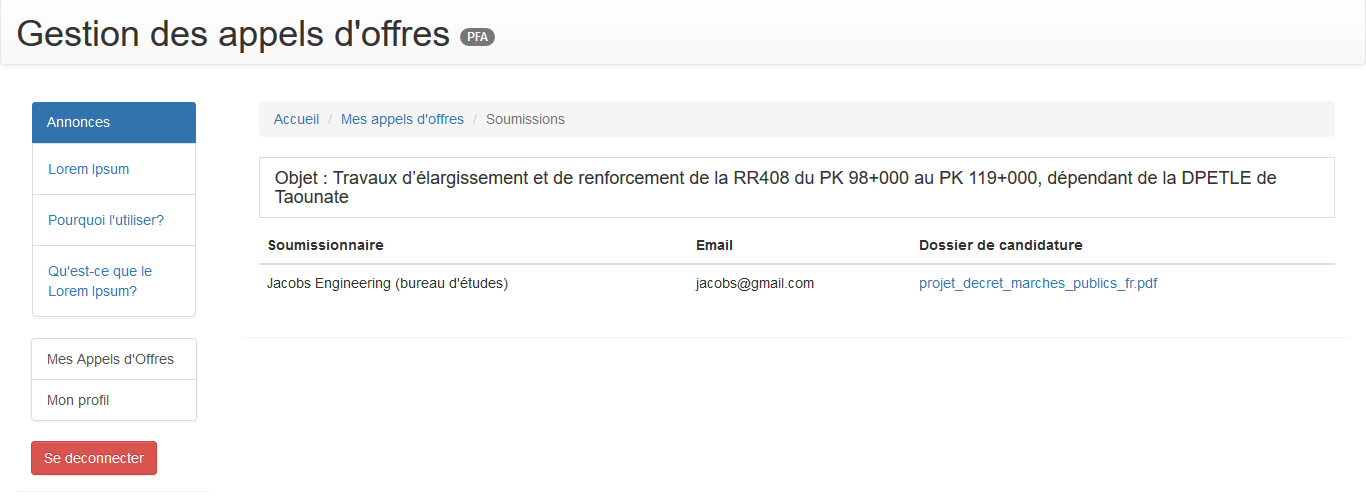 Gestion des appels d'offres PFA
Annonces
Lorem Ipsum
Pourquoi l'utiliser?
Qu'est-ce que le
Lorem Ipsum?
Mes Appels d'Offres
Mon profil
Se deconnecter
Accueil / Mes appels d'offres / Soumissions
Objet : Travaux d’élargissement et de renforcement de la RR408 du PK 98+000 au PK 119+000, dépendant de la DPETLE de
Taounate
Soumissionnaire Email Dossier de candidature
Jacobs Engineering (bureau d'études) jacobs@gmail.com projet_decret_marches_publics_fr.pdf